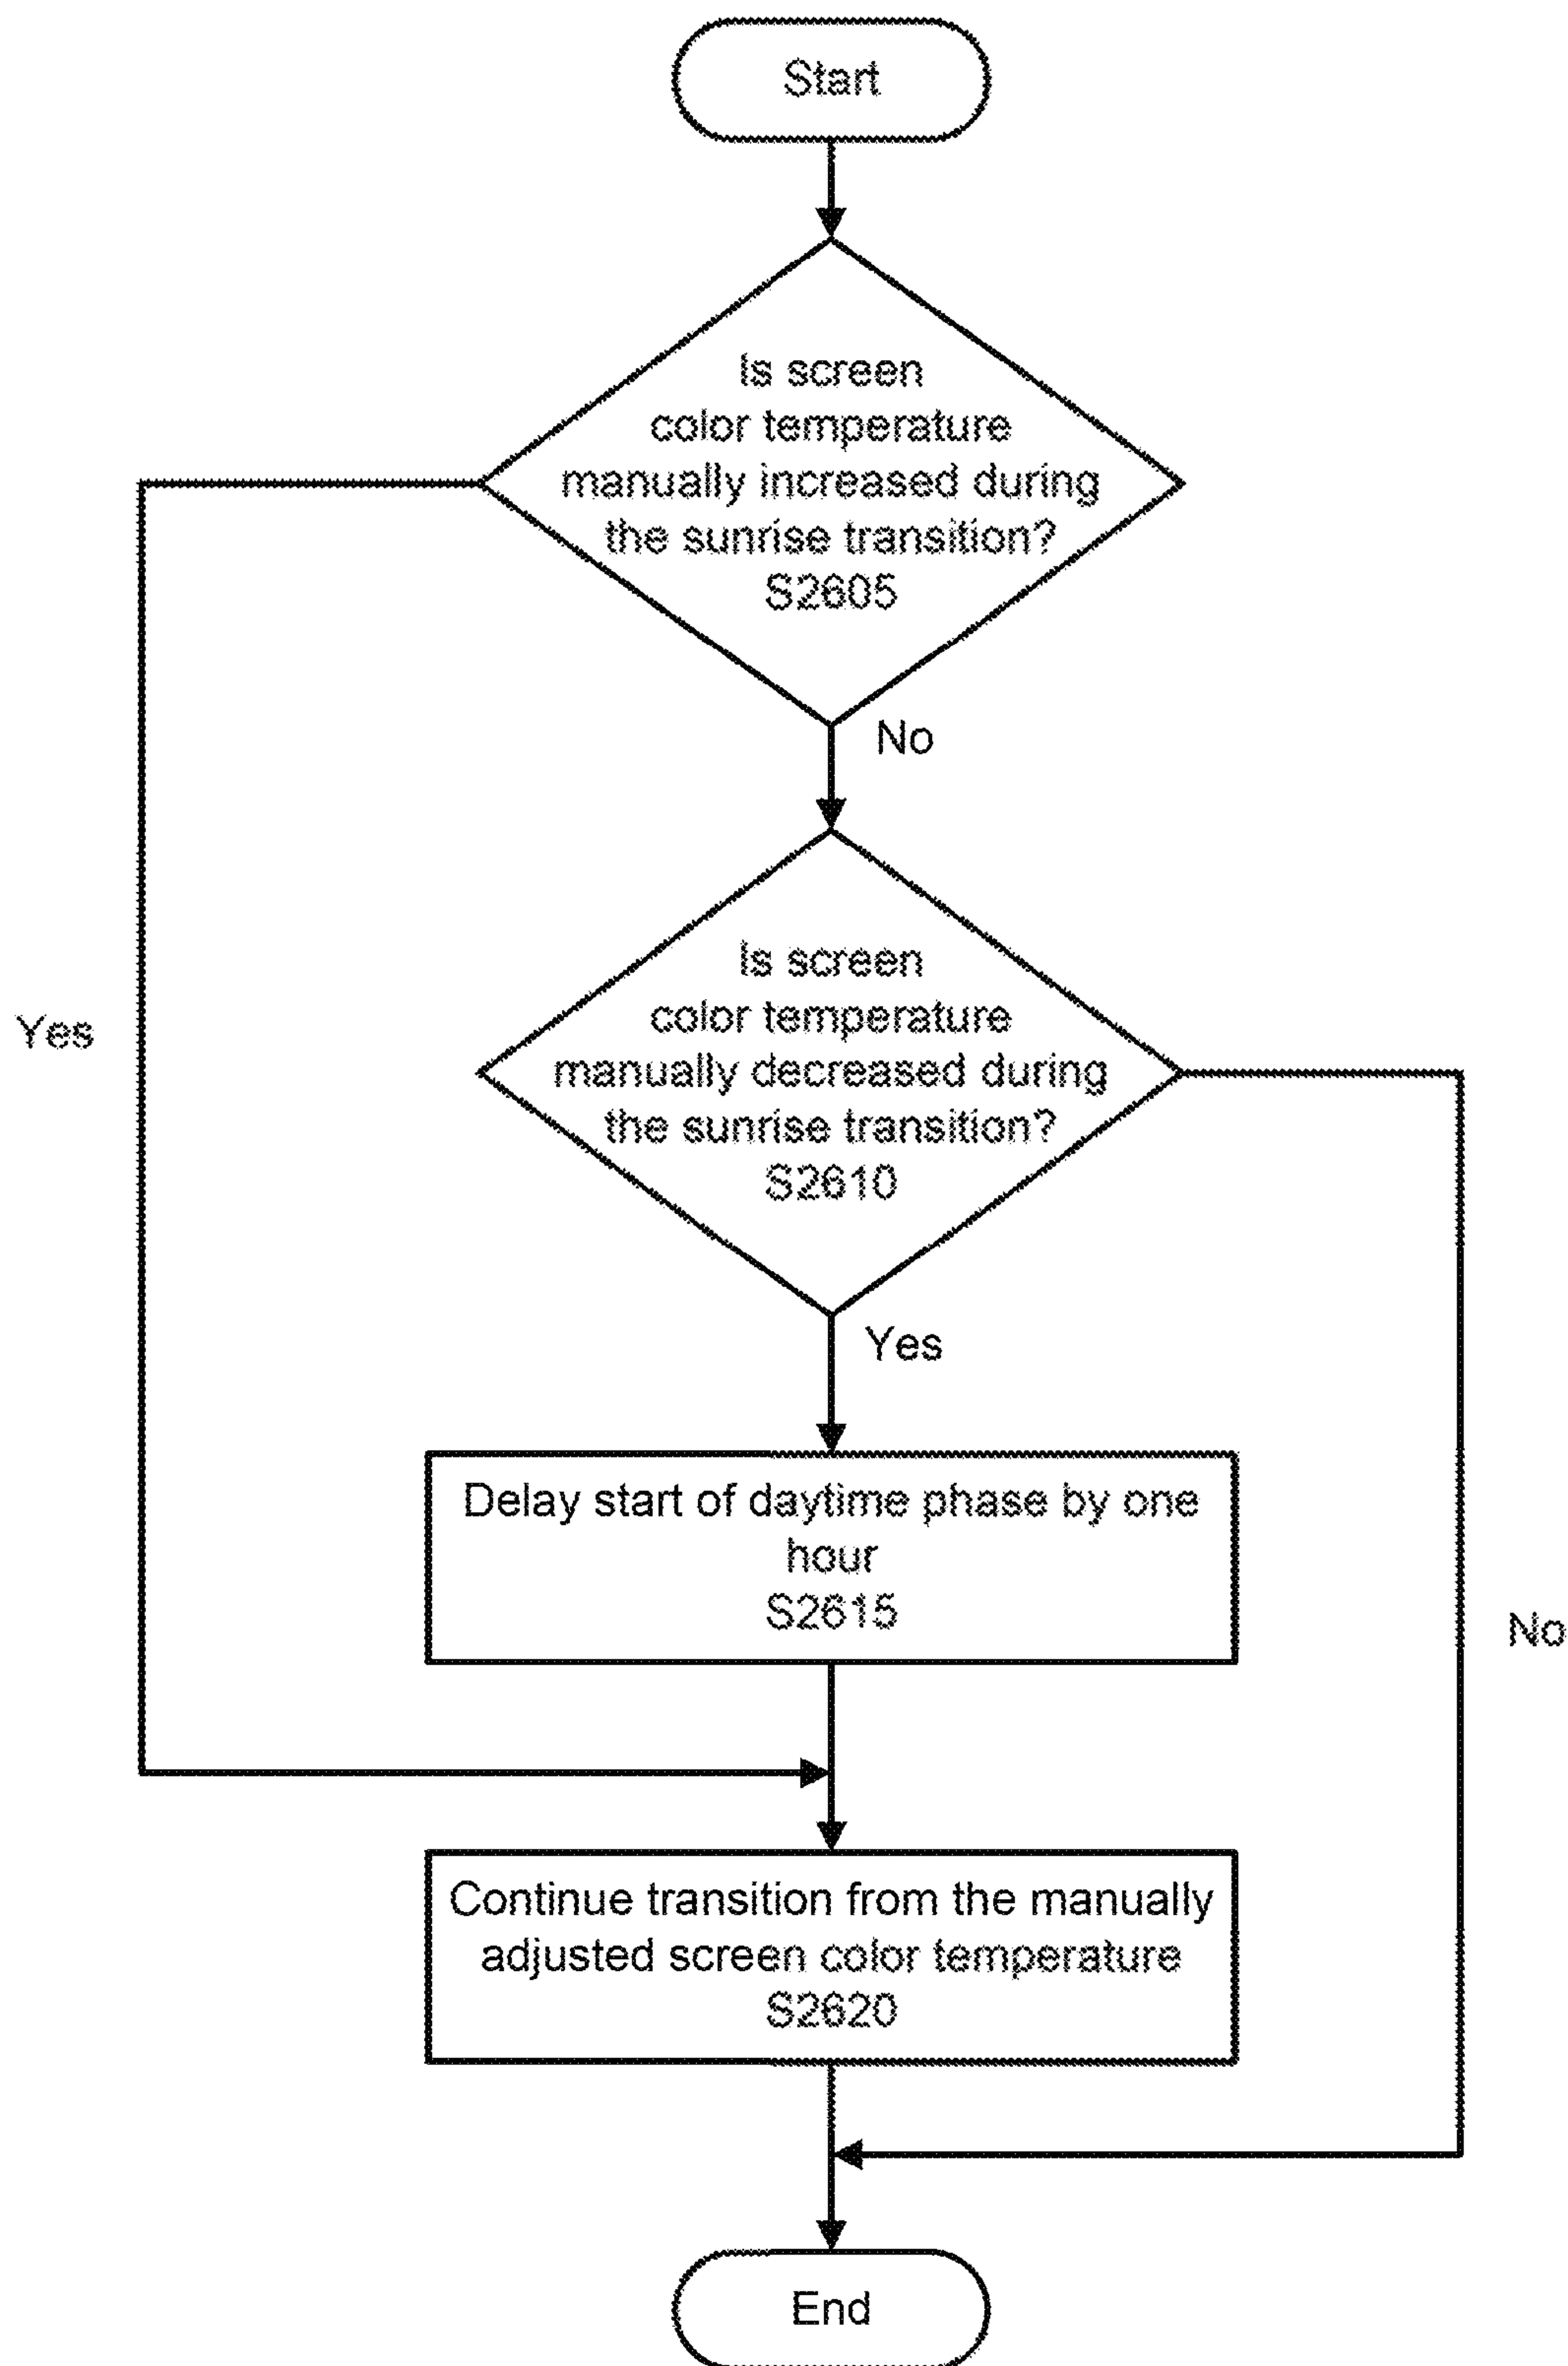 Start
Is screen
color temperature
manually increased during
the sunrise transition?
S2605
No
Yes
Is screen
color temperature
manually decreased during
the sunrise transition?
S2610
Yes
Delay start of daytime phase by one
hour
S2615
No
Continue transition from the manually
adjusted screen color temperature
S2620
End